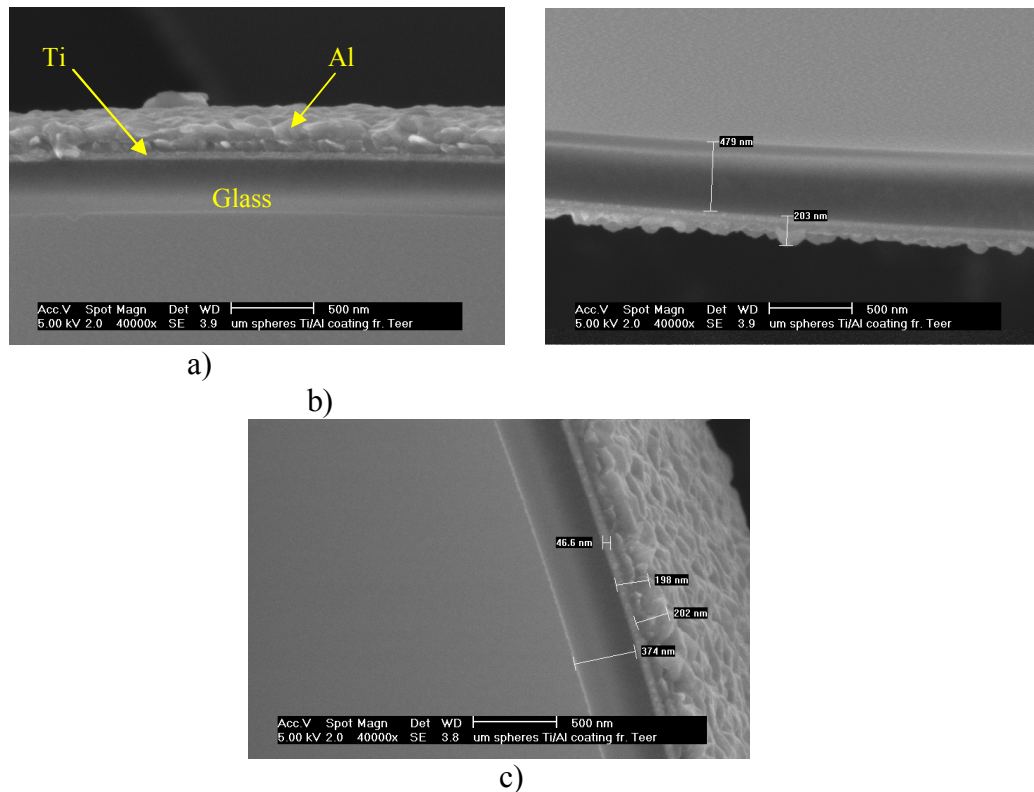 Ti
Al
Glass
Acc.V Spot Magn Det WD 500 nm
5.00 kV 2.0 40000x SE 3.9 um spheres Ti/Al coating fr. Teer
479 nm
203 nm
Acc.V Spot Magn Det WD 500 nm
5.00 kV 2.0 40000x SE 3.9 um spheres Ti/Al coating fr. Teer
a)
b)
46.6 nm
198 nm
202 nm
374 nm
Acc.V Spot Magn Det WD 500 nm
5.00 kV 2.0 40000x SE 3.8 um spheres Ti/Al coating fr. Teer
c)